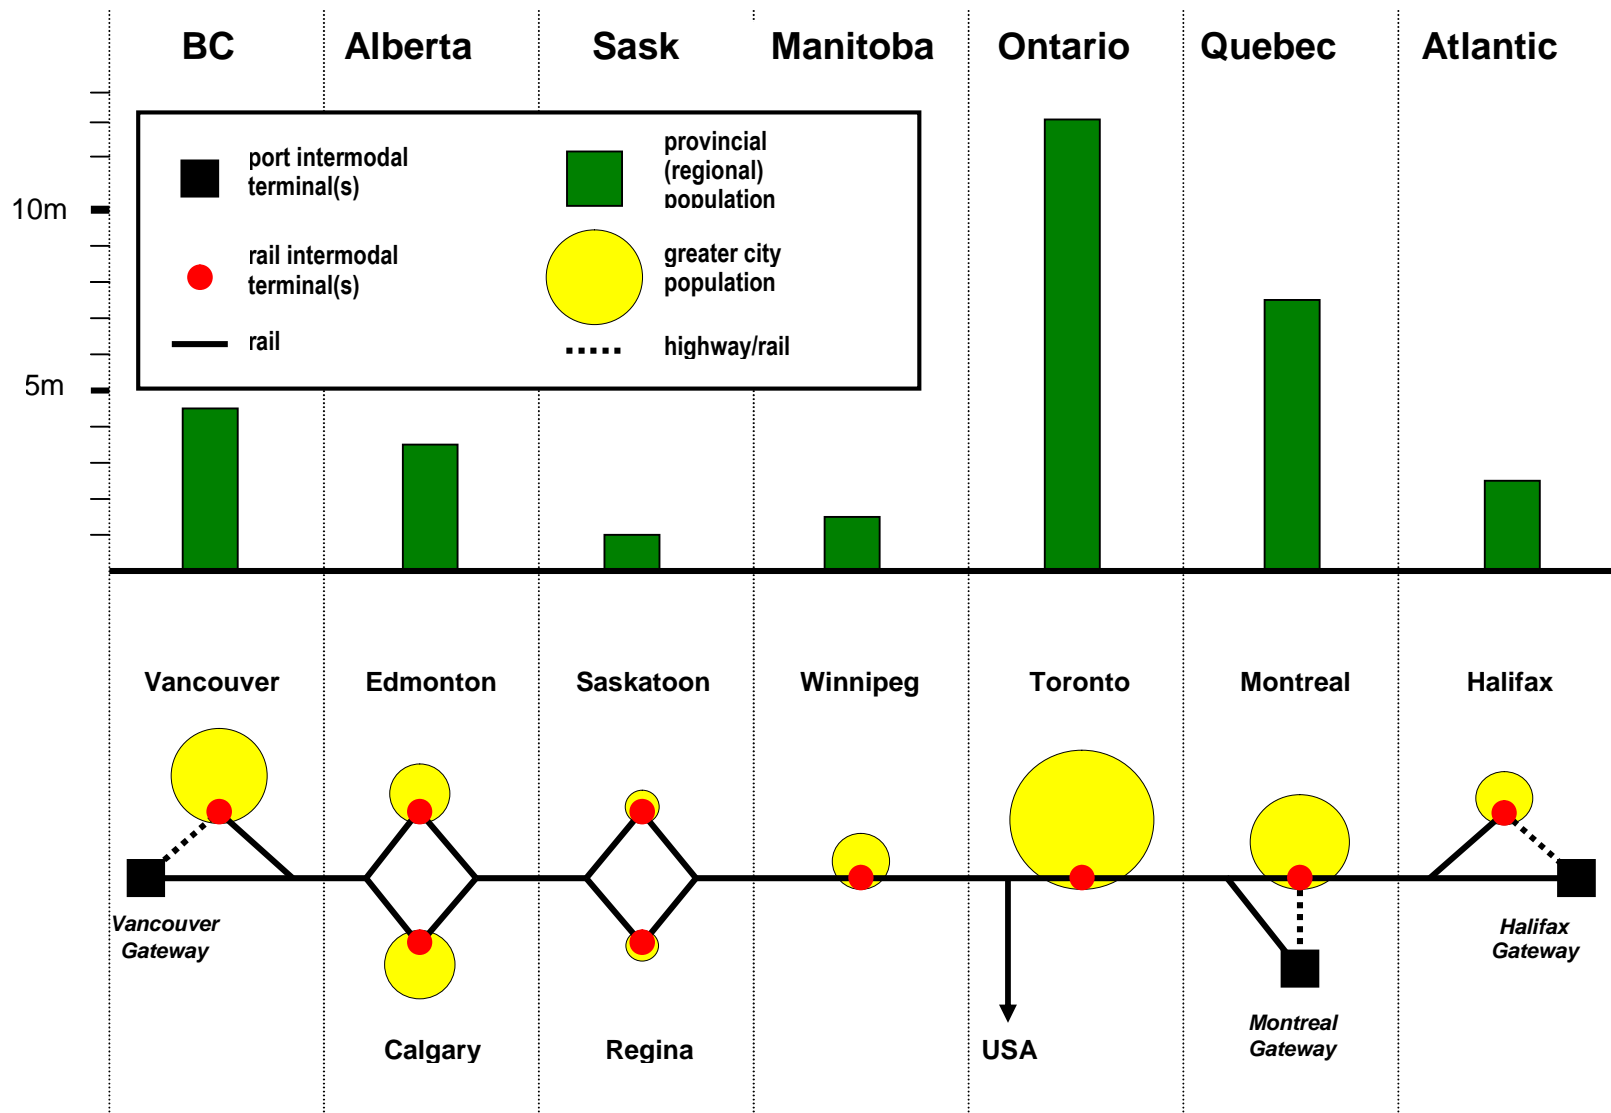 BC
Alberta
Sask
Manitoba
Ontario
Quebec
Atlantic
port intermodal
terminal(s)
provincial
(regional)
population
10m
rail intermodal
terminal(s)
greater city
population
rail
highway/rail
5m
Vancouver
Edmonton
Saskatoon
Winnipeg
Toronto
Montreal
Halifax
Vancouver
Gateway
Halifax
Gateway
Montreal
Gateway
Calgary
Regina
USA